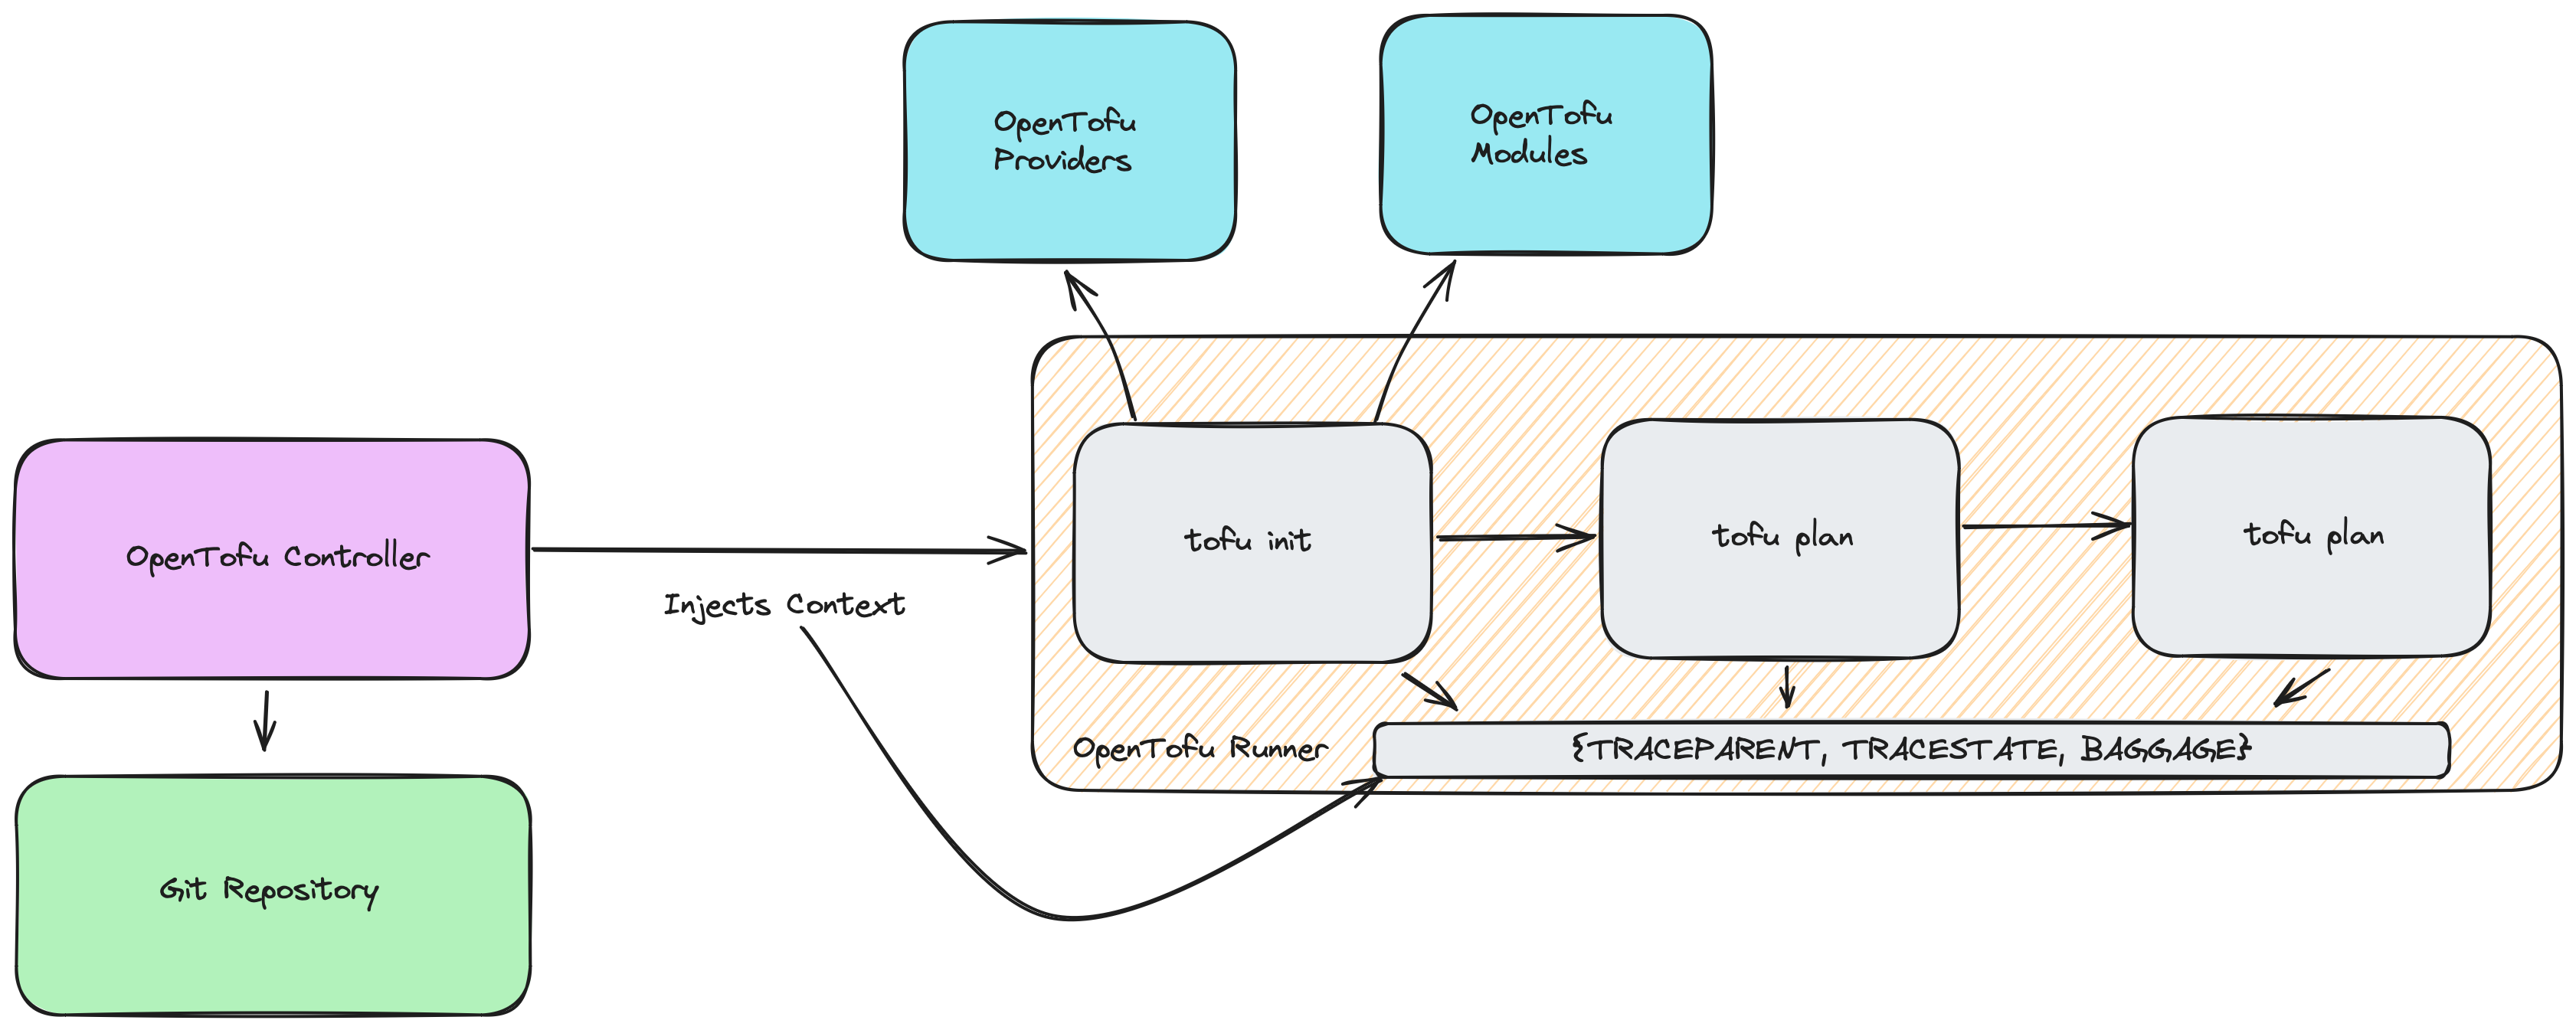 OpenTofu
Providers
OpenTofu
Modules
OpenTofu Controller
Injects Context
tofu init
tofu plan
tofu plan
OpenTofu Runner
{TRACEPARENT, TRACESTATE, BAGGAGE}
Git Repository